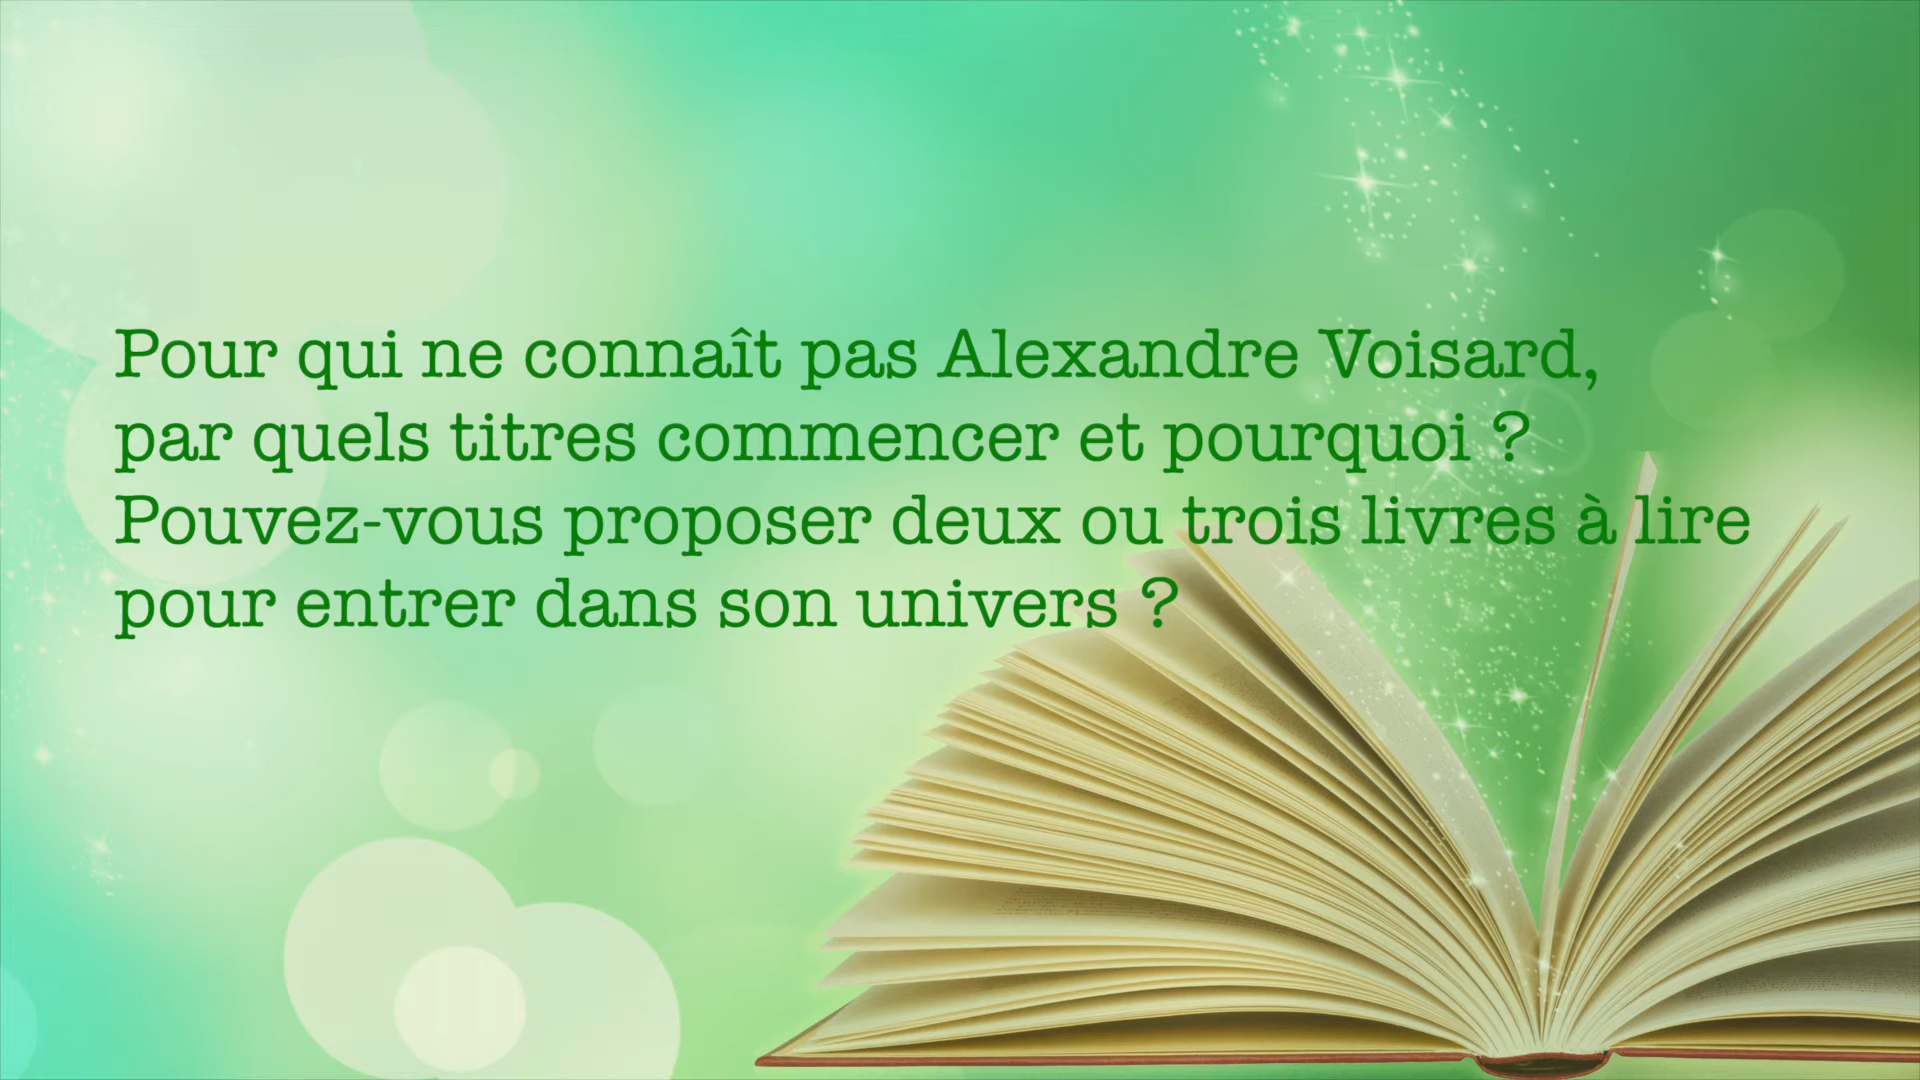 Pour qui ne connaît pas Alexandre Voisard,
par quels titres commencer et pourquoi ?
Pouvez-vous proposer deux ou trois livres à lire
pour entrer dans son univers ?